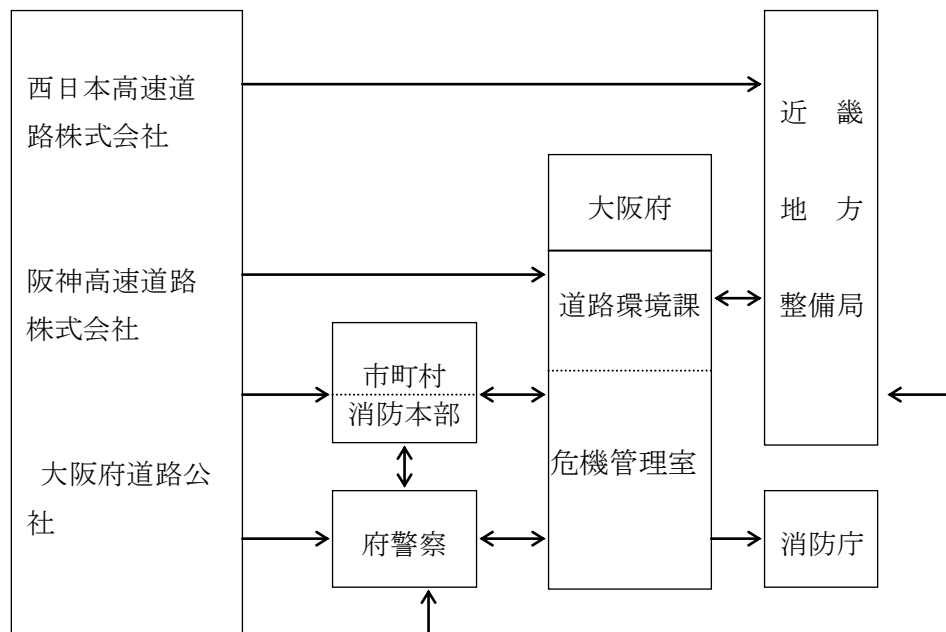 西日本高速道
路株式会社
阪神高速道路
株式会社
大阪府道路公
社
市町村
消防本部
府警察
大阪府
道路環境課
危機管理室
近　畿
地　方
整備局
消防庁